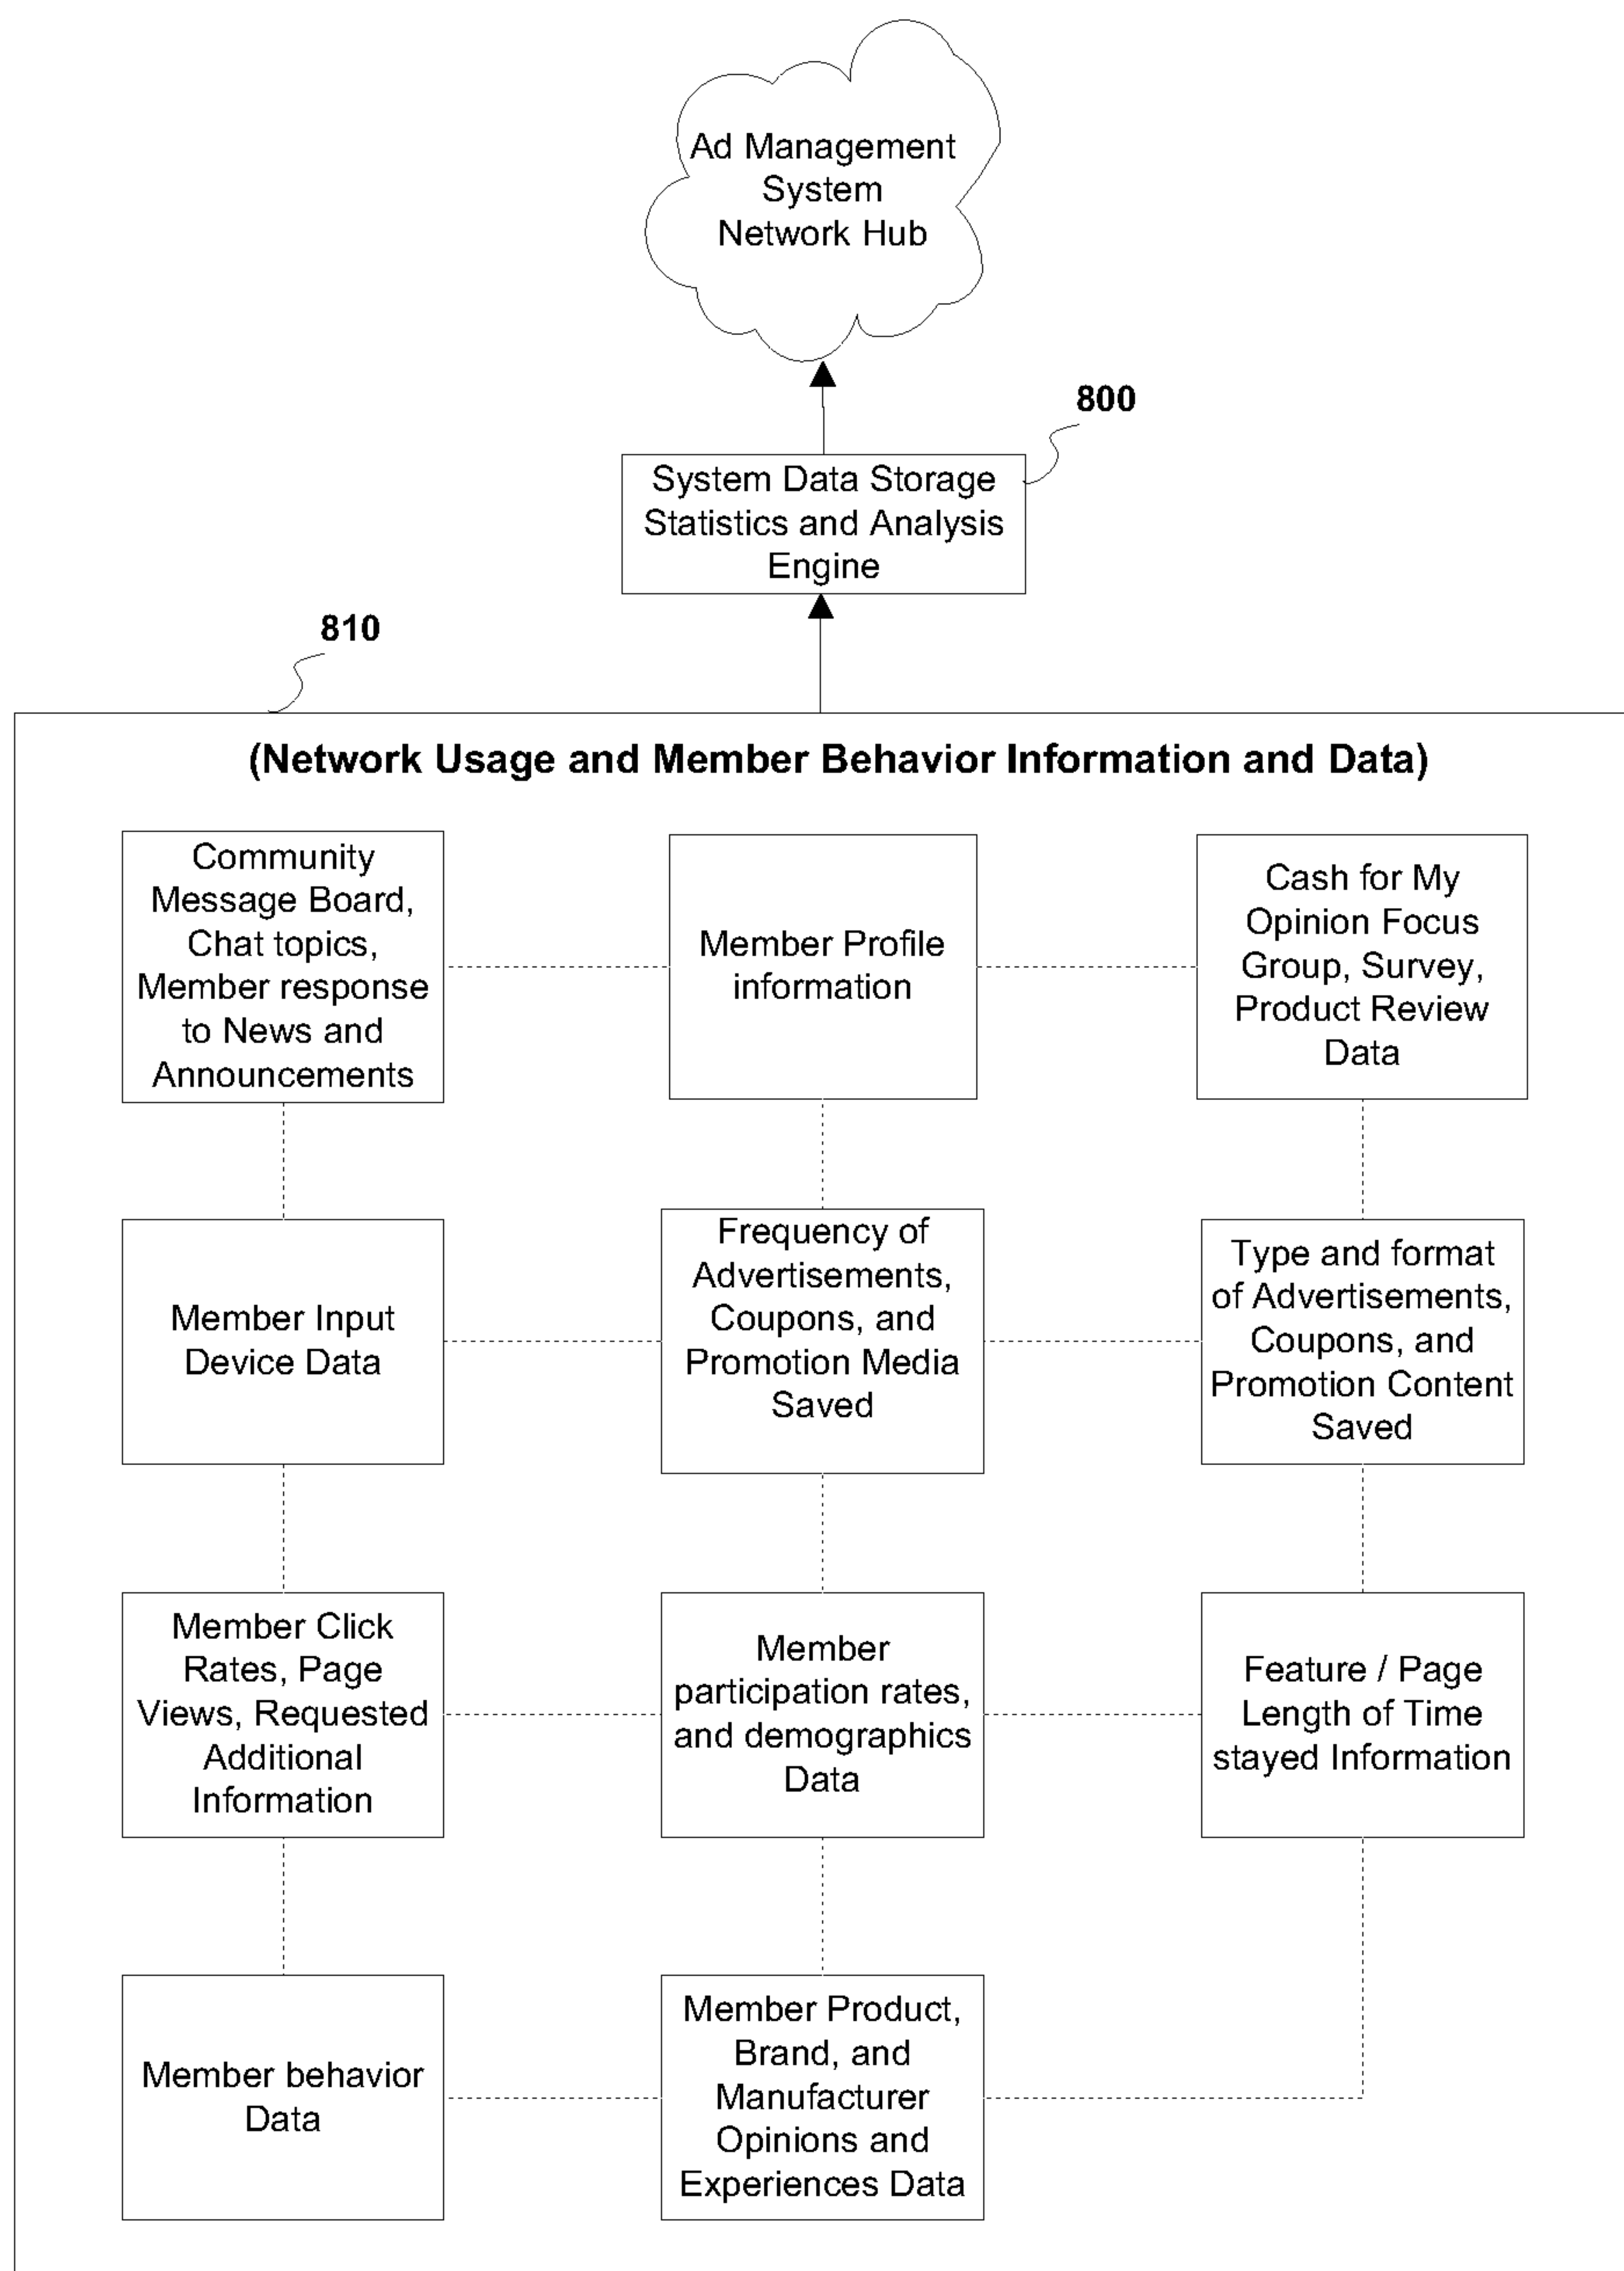 Ad Management
System
Network Hub
800
System Data Storage
Statistics and Analysis
Engine
810
(Network Usage and Member Behavior Information and Data)
Community
Message Board,
Chat topics,
Member response
to News and
Announcements
Member Profile
information
Cash for My
Opinion Focus
Group, Survey,
Product Review
Data
Member Input
Device Data
Frequency of
Advertisements,
Coupons, and
Promotion Media
Saved
Type and format
of Advertisements,
Coupons, and
Promotion Content
Saved
Member Click
Rates, Page
Views, Requested
Additional
Information
Member
participation rates,
and demographics
Data
Feature / Page
Length of Time
stayed Information
Member behavior
Data
Member Product,
Brand, and
Manufacturer
Opinions and
Experiences Data